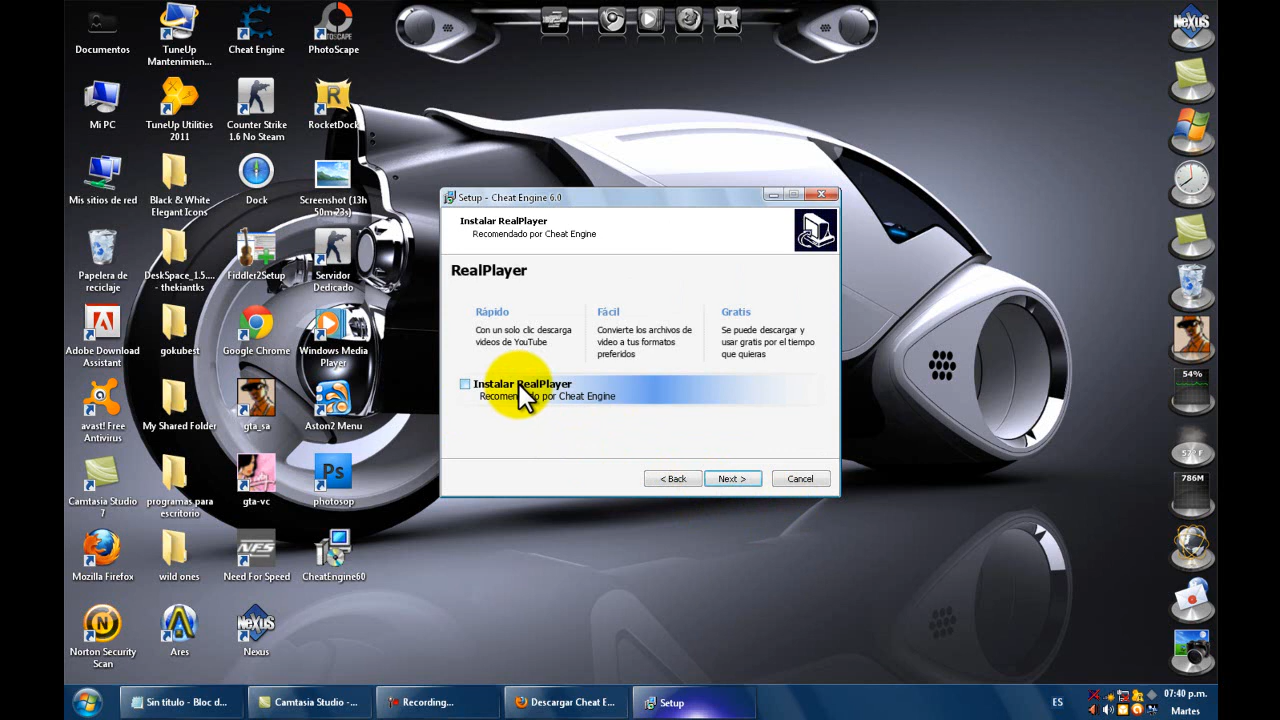 Documentos
TuneUp
Mantenimien...
Cheat Engine
PhotoScape
Mi PC
TuneUp Utilities
2011
Counter Strike
1.6 No Steam
RocketDock
Mis sitios de red
Black & White
Elegant Icons
Dock
Screenshot (13h
50m 23s)
Papelera de
reciclaje
DeskSpace_1.5....
- thekiantks
Fiddler2Setup
Servidor
Dedicado
Adobe Download
Assistant
gokubest
Google Chrome
Windows Media
Player
avast! Free
Antivirus
My Shared Folder
gta_sa
Aston2 Menu
Camtasia Studio
7
programas para
escritorio
gta-vc
Ps
photosop
Mozilla Firefox
wild ones
NFS
Need For Speed
CheatEngine60
Norton Security
Scan
Ares
NeXuS
Nexus
Setup - Cheat Engine 6.0
Instalar RealPlayer
Recomendado por Cheat Engine
RealPlayer
Rápido
Con un solo clic descarga
videos de YouTube
Fácil
Convierte los archivos de
video a tus formatos
preferidos
Gratis
Se puede descargar y
usar gratis por el tiempo
que quieras
Instalar RealPlayer
por Cheat Engine
< Back
Next >
Cancel
NeXuS
54%
57°F
786M
Sin título - Bloc d...
Camtasia Studio -...
Recording...
Descargar Cheat E...
Setup
ES
07:40 p.m.
Martes